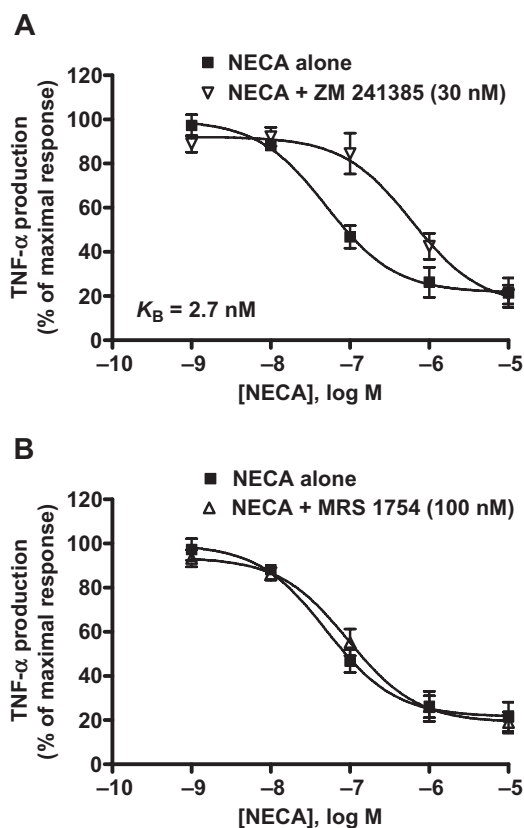 A
NECA alone
NECA + ZM 241385 (30 nM)
TNF-α production
(% of maximal response)
120
100
80
60
40
20
0
K_B = 2.7 nM
–10
–9
–8
–7
–6
–5
[NECA], log M
B
NECA alone
NECA + MRS 1754 (100 nM)
TNF-α production
(% of maximal response)
120
100
80
60
40
20
0
–10
–9
–8
–7
–6
–5
[NECA], log M